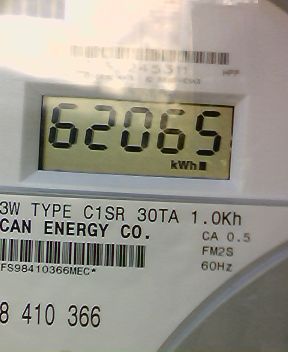 62065
kWh
3W TYPE C1SR 30TA 1.0Kh
CAN ENERGY CO.
CA 0.5
FM2S
60Hz
FS98410366MEC*
8 410 366